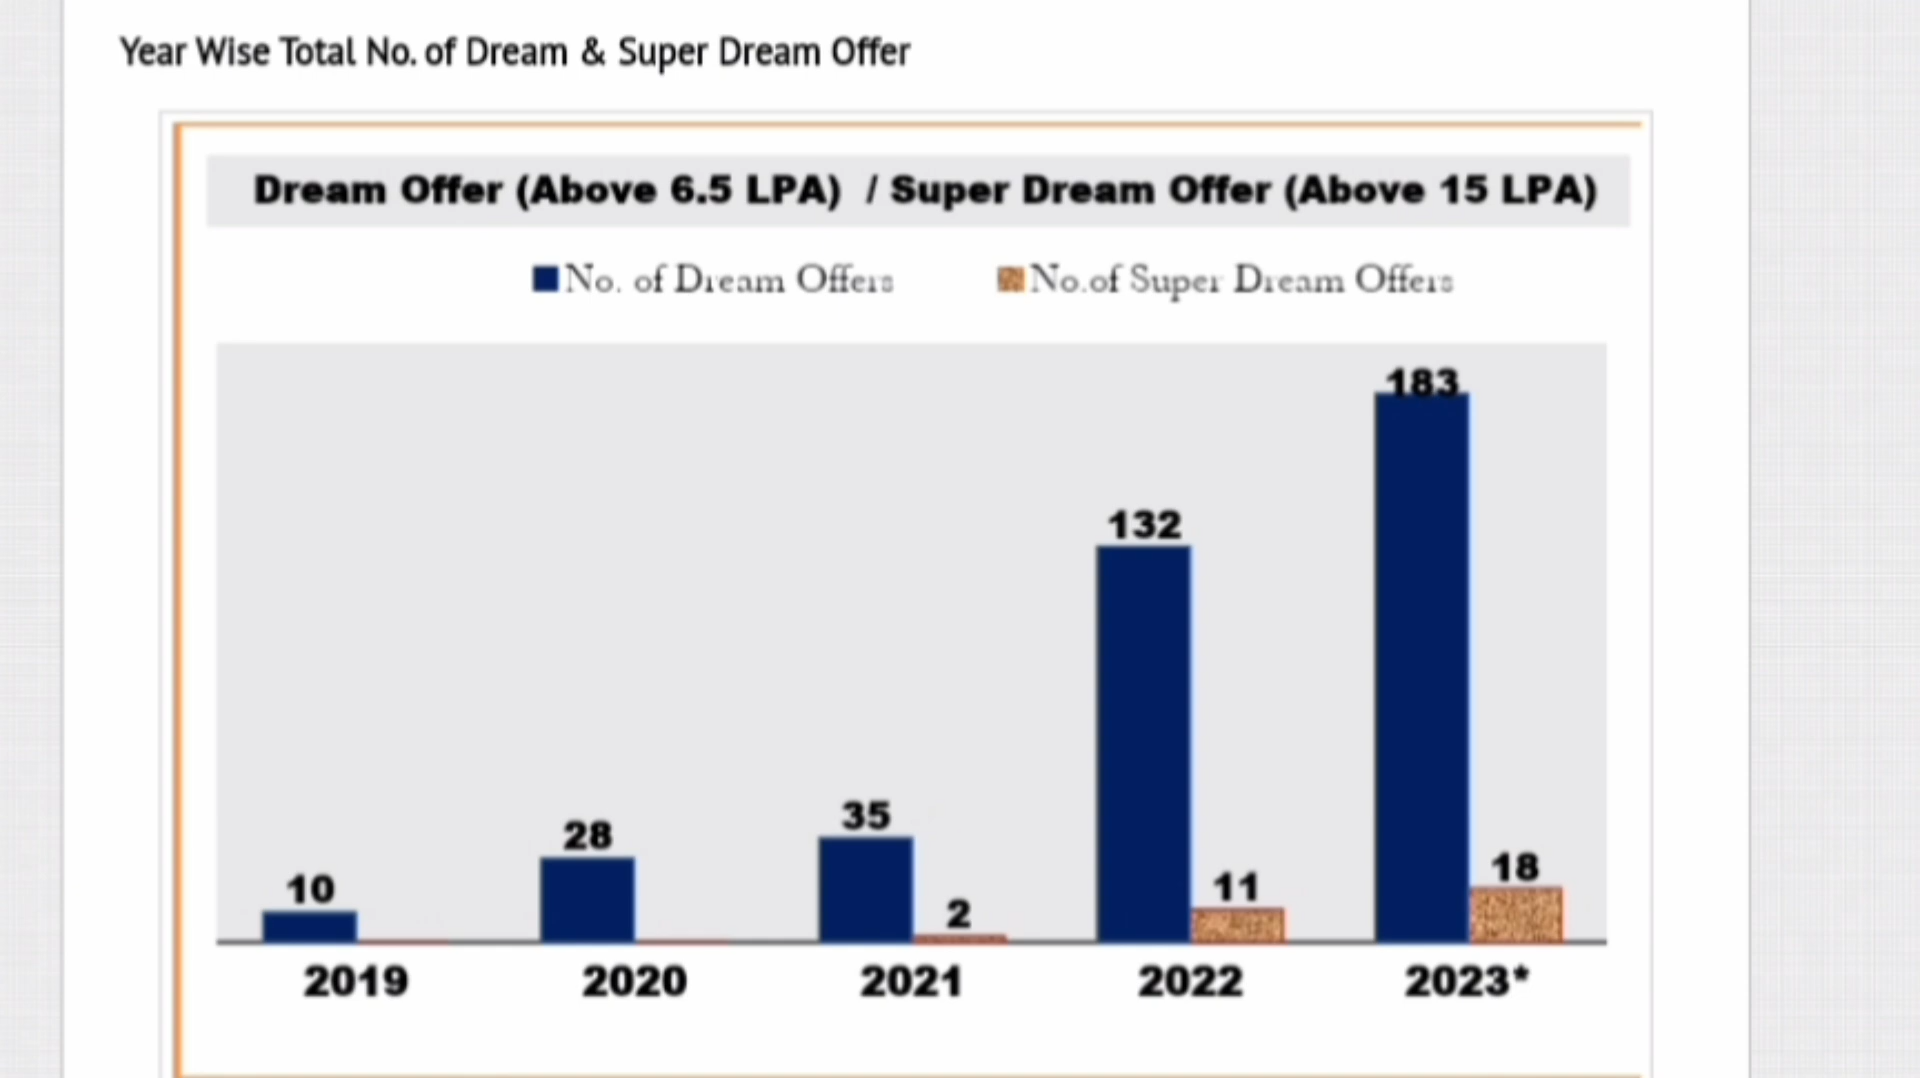 Year Wise Total No. of Dream & Super Dream Offer
Dream Offer (Above 6.5 LPA) / Super Dream Offer (Above 15 LPA)
No. of Dream Offers No.of Super Dream Offers
183
132
35
28
18
11
10
2
2019 2020 2021 2022 2023*